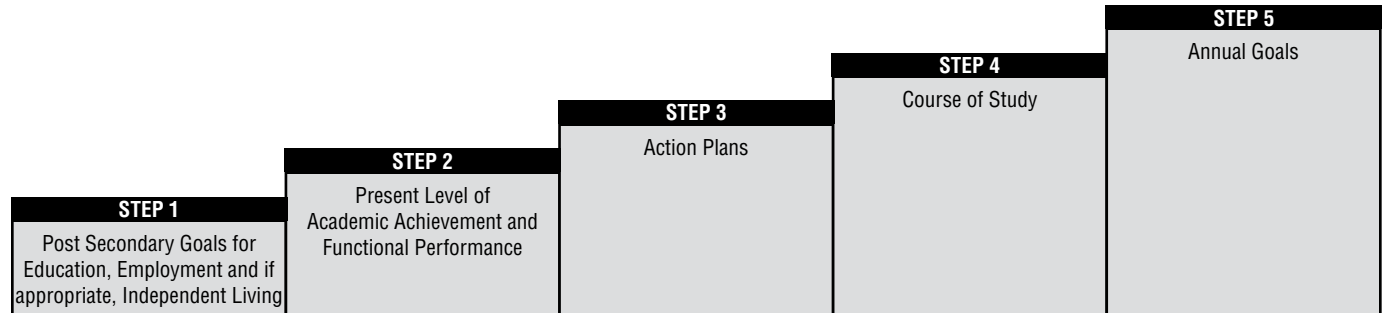 STEP 1
Post Secondary Goals for
Education, Employment and if
appropriate, Independent Living
STEP 2
Present Level of
Academic Achievement and
Functional Performance
STEP 3
Action Plans
STEP 4
Course of Study
STEP 5
Annual Goals